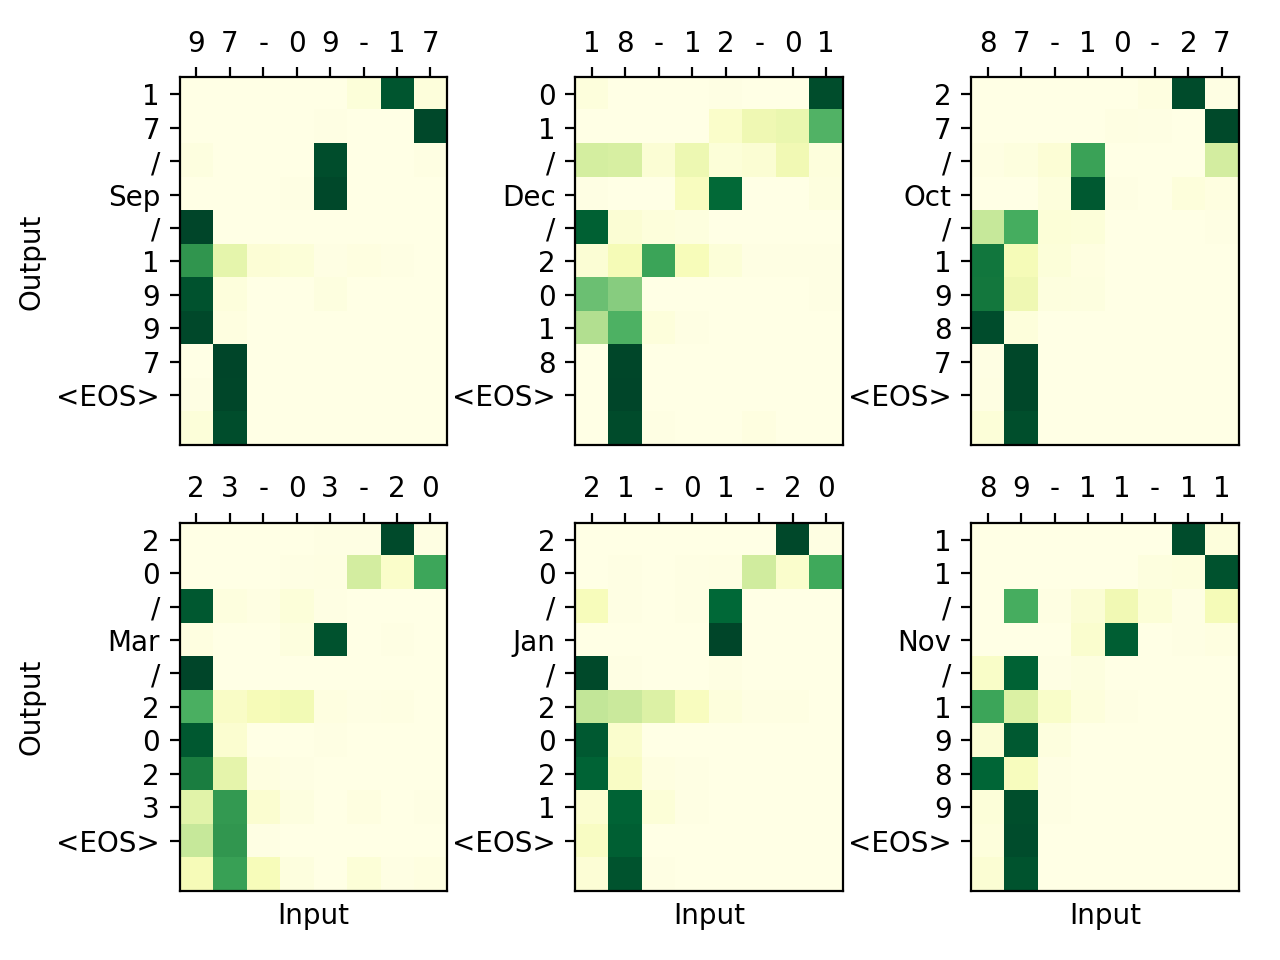 9 7 - 0 9 - 1 7
1
7
/
Sep
/
1
9
9
7
<EOS>
Output
1 8 - 1 2 - 0 1
0
1
/
Dec
/
2
0
1
8
<EOS>
8 7 - 1 0 - 2 7
2
7
/
Oct
/
1
9
8
7
<EOS>
2 3 - 0 3 - 2 0
2
0
/
Mar
/
2
0
2
3
<EOS>
Output
Input
2 1 - 0 1 - 2 0
2
0
/
Jan
/
2
0
2
1
<EOS>
Input
8 9 - 1 1 - 1 1
1
1
/
Nov
/
1
9
8
9
<EOS>
Input